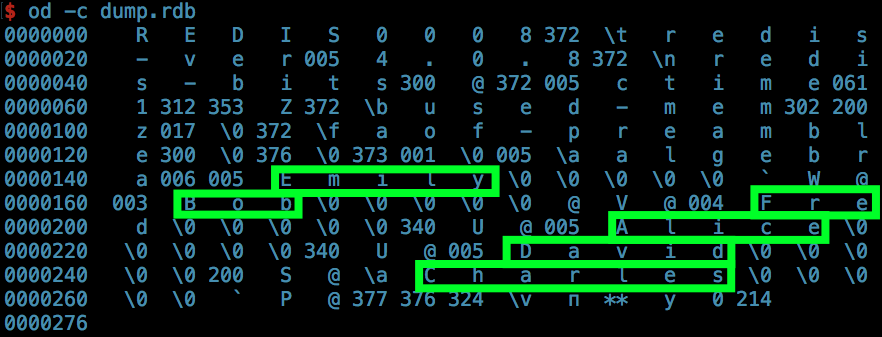 $ od -c dump.rdb
0000000 R E D I S 0 0 0 8 372 \t r e d i s
0000020 - v e r 005 4 . 0 . 8 372 \n r e d i
0000040 s - b i t s 300 @ 372 005 c t i m e 061
0000060 1 312 353 Z 372 \b u s e d - m e m 302 200
0000100 z 017 \0 372 \f a o f - p r e a m b l
0000120 e 300 \0 376 \0 373 001 \0 005 \a a l g e b r
0000140 a 006 005 E m i l y \0 \0 \0 \0 \0 ` W @
0000160 003 B o b \0 \0 \0 \0 \0 @ V @ 004 F r e
0000200 d \0 \0 \0 \0 \0 340 U @ 005 A l i c e \0
0000220 \0 \0 \0 \0 340 U @ 005 D a v i d \0 \0 \0
0000240 \0 \0 200 S @ \a C h a r l e s \0 \0 \0
0000260 \0 \0 ` P @ 377 376 324 \v n ** y 0 214
0000276